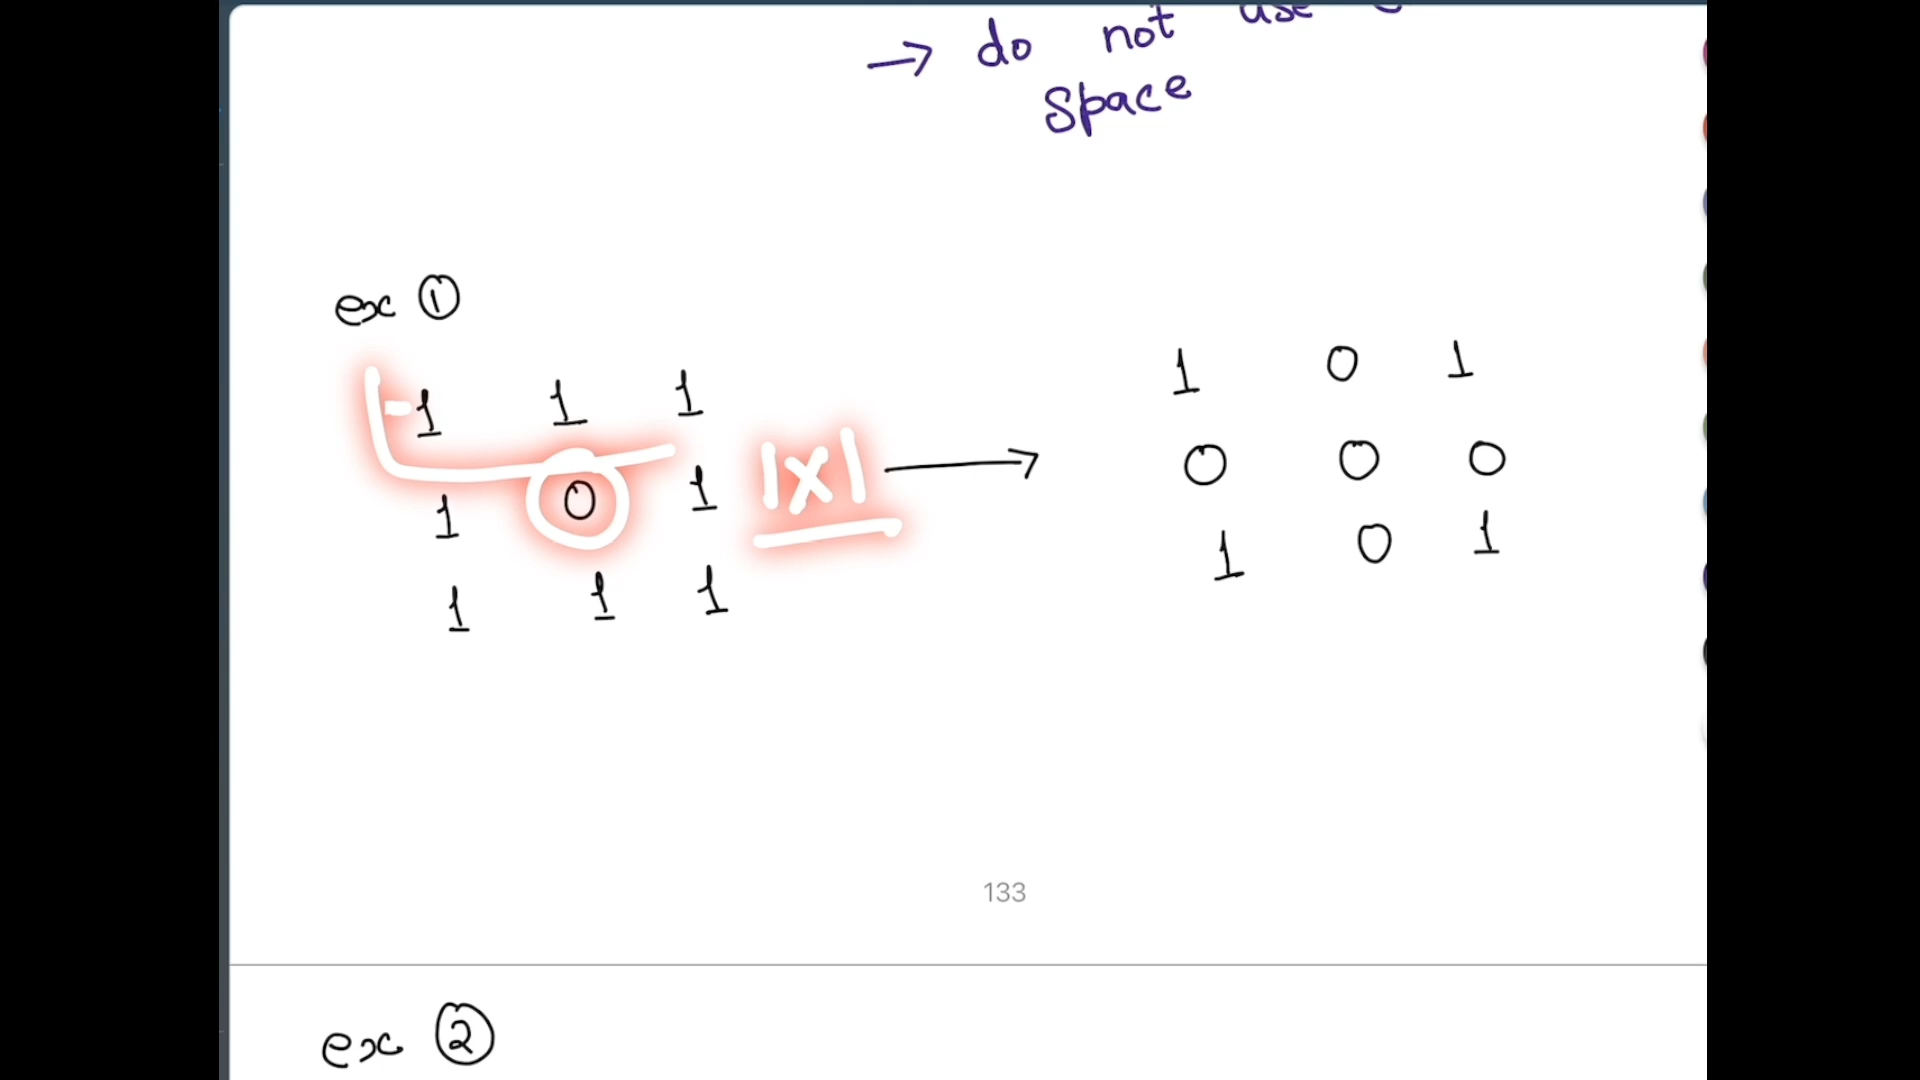 → do not use
space
ex ①
1 1 1
1 0 1
1 1 1
1x1
→
1 0 1
0 0 0
1 0 1
133
ex ②